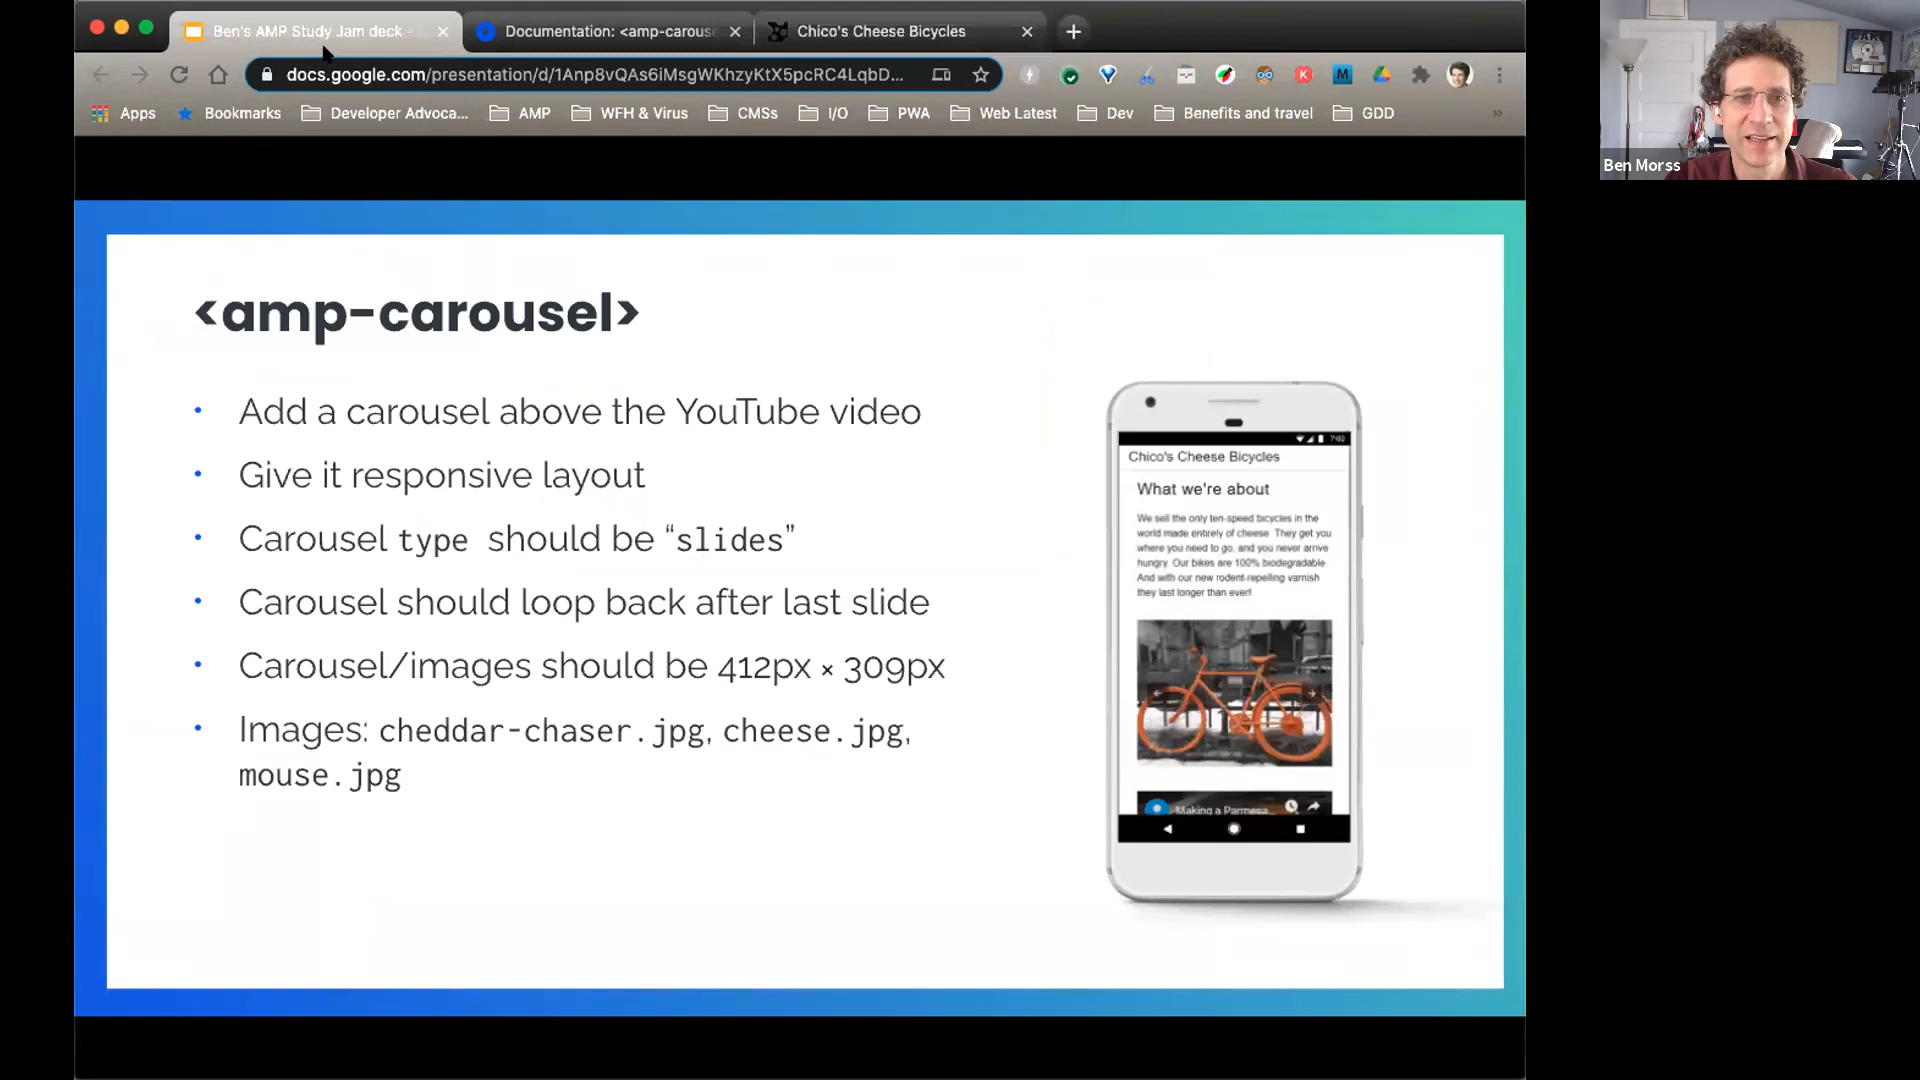 Ben's AMP Study Jam deck -
Documentation: <amp-carouse
Chico's Cheese Bicycles
docs.google.com/presentation/d/1Anp8vQAs6iMsgWKhzyKtX5pcRC4LqbD...
Apps
Bookmarks
Developer Advoca...
AMP
WFH & Virus
CMSs
I/O
PWA
Web Latest
Dev
Benefits and travel
GDD
»
Ben Morss
<amp-carousel>
• Add a carousel above the YouTube video
• Give it responsive layout
• Carousel type should be “slides”
• Carousel should loop back after last slide
• Carousel/images should be 412px × 309px
• Images: cheddar-chaser.jpg, cheese.jpg,
mouse.jpg
7:00
Chico's Cheese Bicycles
What we're about
We sell the only ten-speed bicycles in the
world made entirely of cheese. They get you
where you need to go, and you never arrive
hungry. Our bikes are 100% biodegradable.
And with our new rodent-repelling varnish
they last longer than ever!
Making a Parmesa